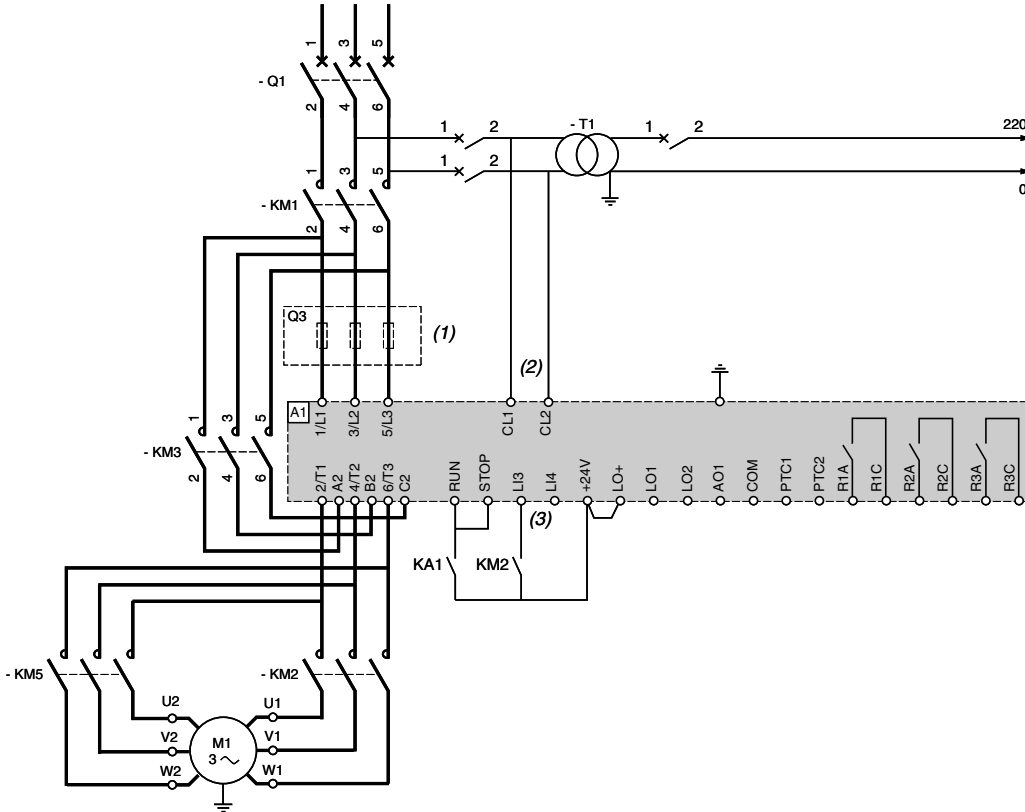 1 3 5
- Q1
2 4 6
1 2 - T1 1 2 220
1 2 0
1 3 5
- KM1
2 4 6
Q3 (1)
(2)
A1 1/L1 3/L2 5/L3 CL1 CL2
1 3 5
- KM3
2 4 6
2/T1 A2 4/T2 B2 6/T3 C2 RUN STOP LI3 LI4 +24V LO+ LO1 LO2 AO1 COM PTC1 PTC2 R1A R1C R2A R2C R3A R3C
(3)
KA1 KM2
- KM5 - KM2
U2 U1
V2 M1 V1
3
W2 W1